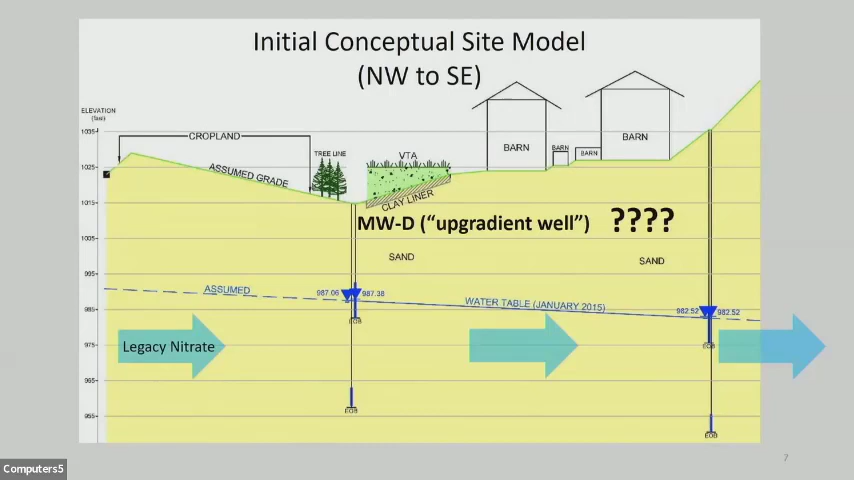 Initial Conceptual Site Model
(NW to SE)
ELEVATION
(feet)
1035
1025
1015
1005
995
985
975
965
955
CROPLAND
ASSUMED GRADE
TREE LINE
VTA
CLAY LINER
BARN
BARN
BARN
BARN
MW-D ("upgradient well") ????
SAND
SAND
ASSUMED
987.06
987.38
WATER TABLE (JANUARY 2015)
982.52
982.52
EOB
EOB
EOB
EOB
Legacy Nitrate
7
Computers5